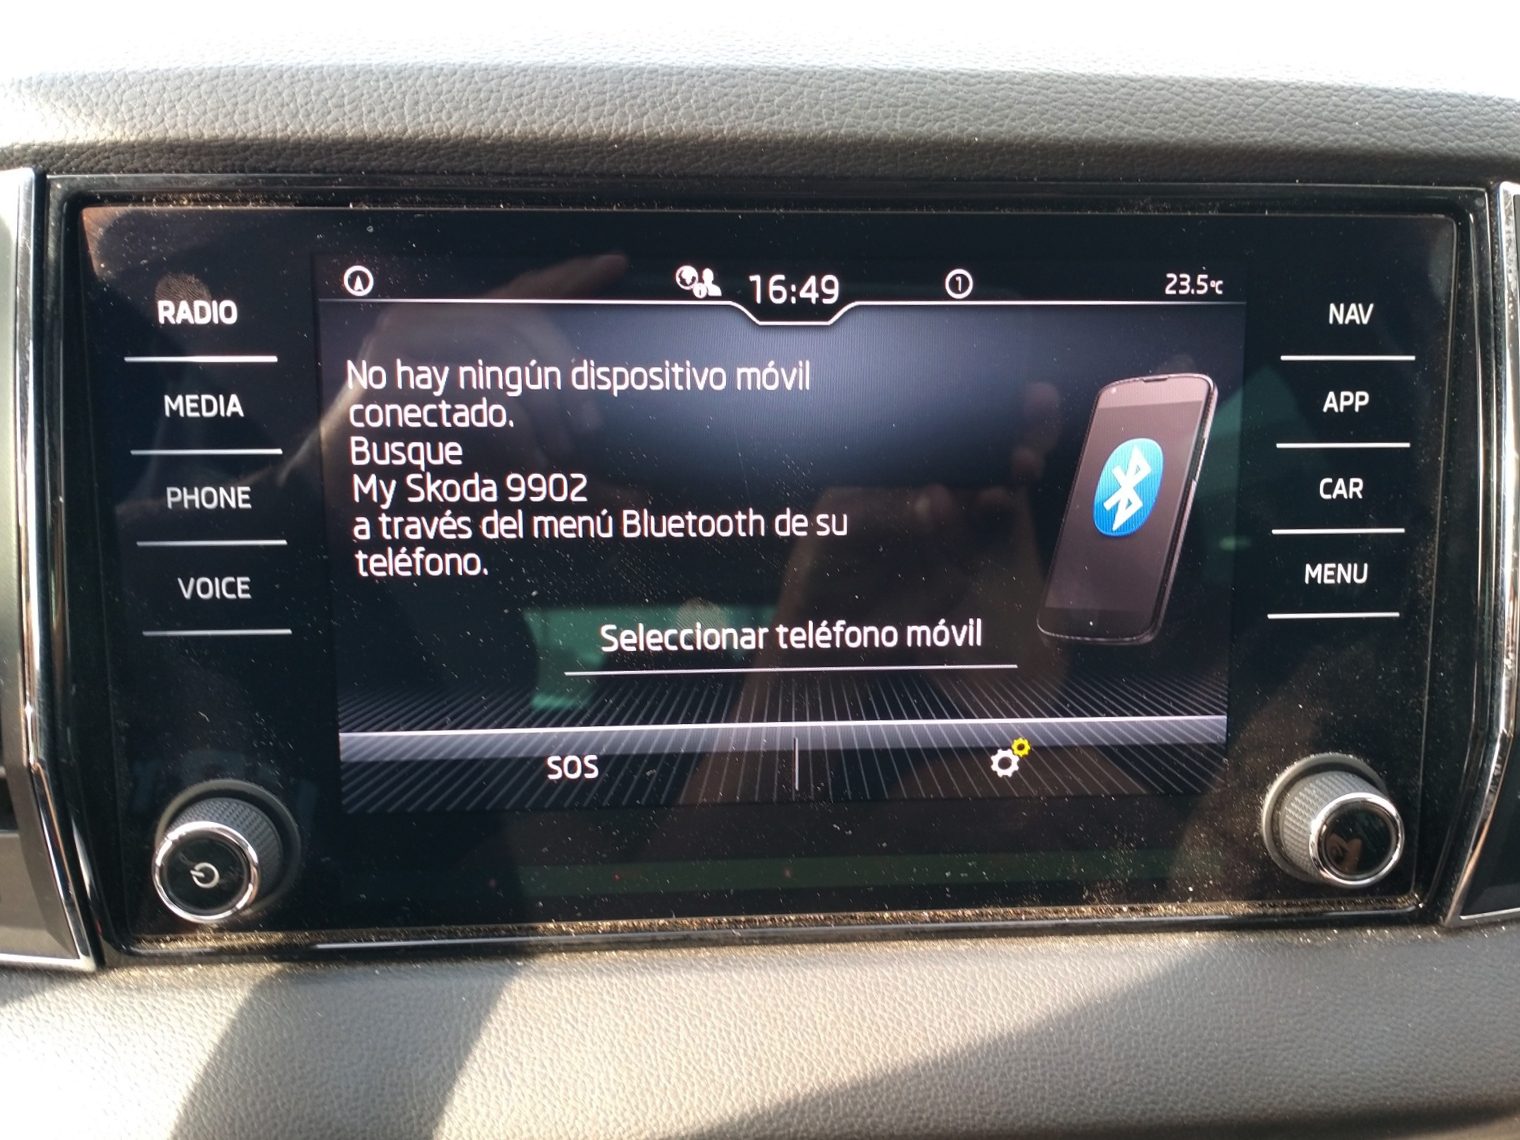 16:49
1
23.5°C
RADIO
MEDIA
PHONE
VOICE
No hay ningún dispositivo móvil
conectado.
Busque
My Skoda 9902
a través del menú Bluetooth de su
teléfono.
Seleccionar teléfono móvil
SOS
NAV
APP
CAR
MENU